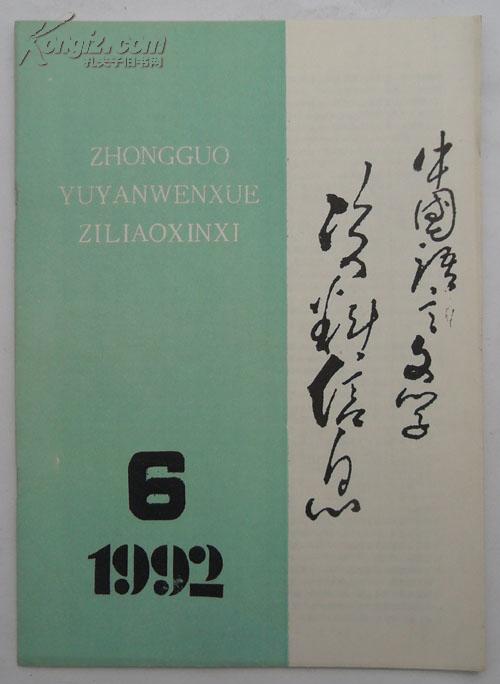 Kongfz.com
孔夫子旧书网
ZHONGGUO
YUYANWENXUE
ZILIAOXINXI
中國语言文学
资料信息
6
1992